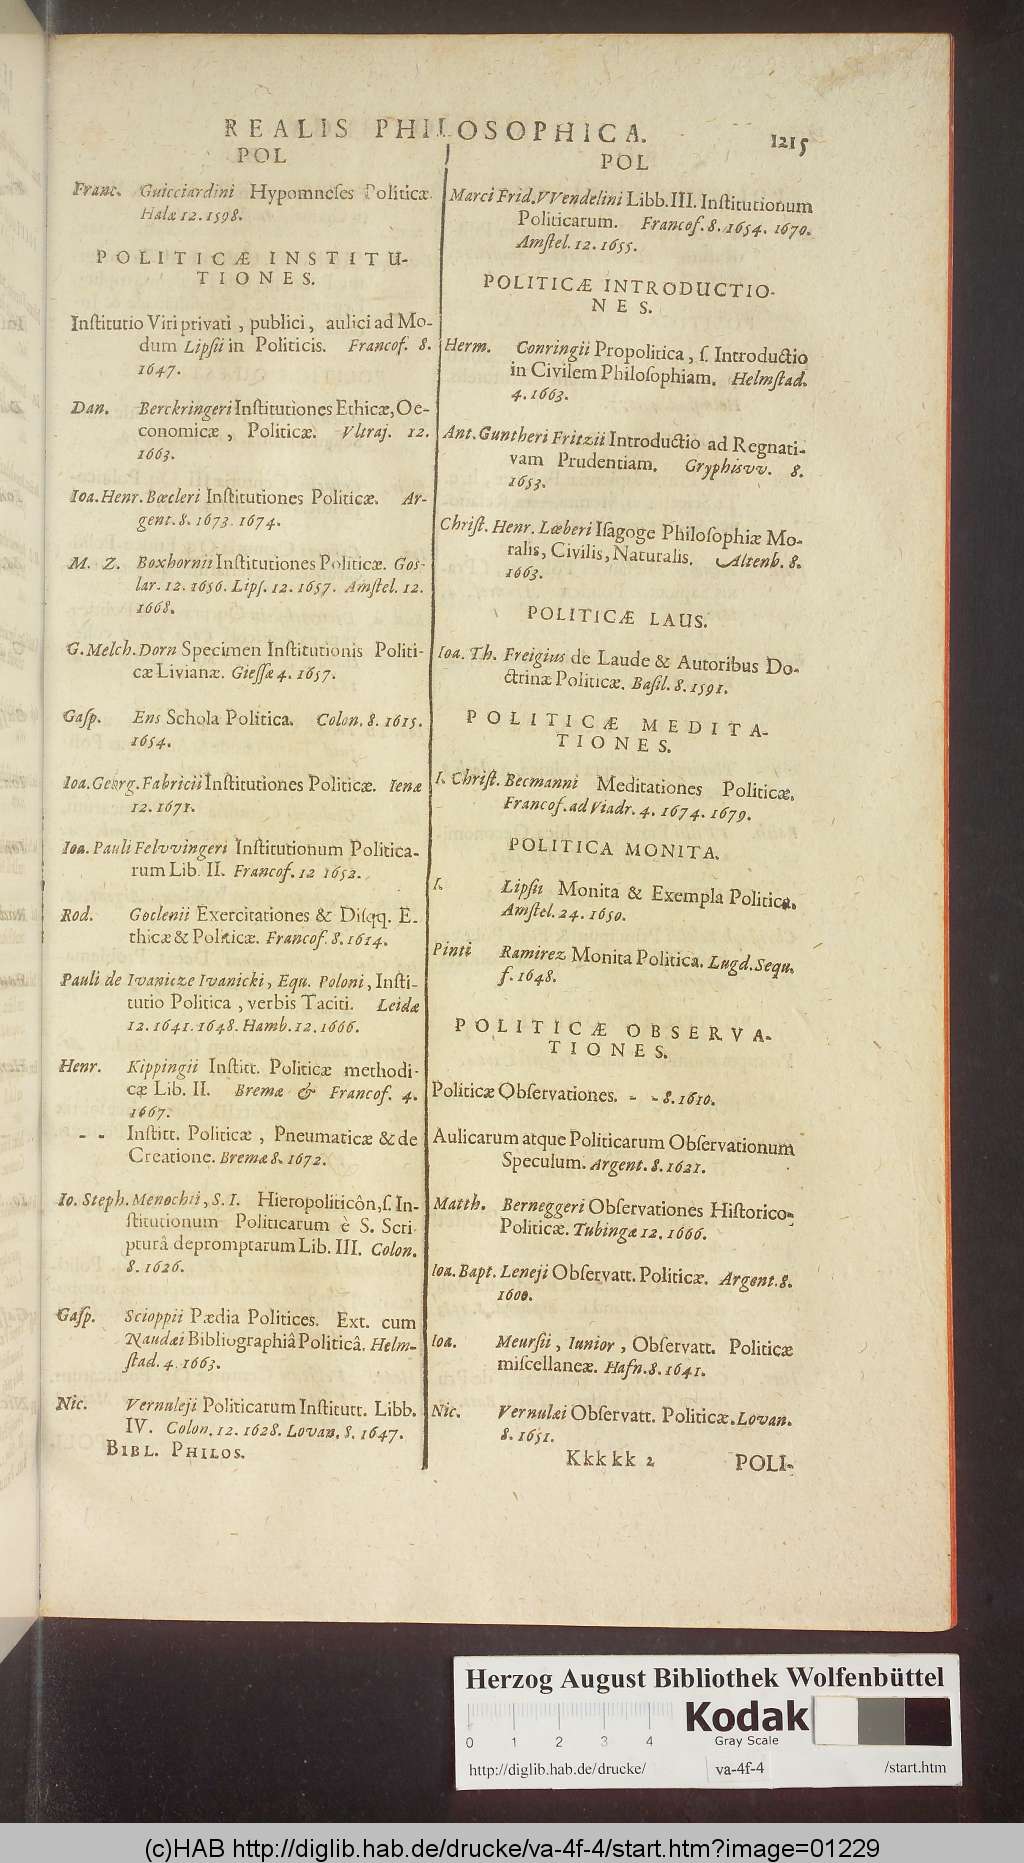 REALIS PHILOSOPHICA. 1215
POL
Franc. Guicciardini Hypomneses Politicæ
Halæ 12. 1598.
POLITICÆ INSTITU-
TIONES.
Institutio Viri privati, publici, aulici ad Mo-
dum Lipsii in Politicis. Francof. 8.
1647.
Dan. Berckringeri Institutiones Ethicæ, Oe-
conomicæ, Politicæ. Vltraj. 12.
1663.
Ioa. Henr. Bœcleri Institutiones Politicæ. Ar-
gent. 8. 1673. 1674.
M. Z. Boxhornii Institutiones Politicæ. Gos-
lar. 12. 1656. Lips. 12. 1657. Amstel. 12.
1668.
G. Melch. Dorn Specimen Institutionis Politi-
cæ Livianæ. Giessæ 4. 1657.
Gasp. Ens Schola Politica. Colon. 8. 1615.
1654.
Ioa. Georg. Fabricii Institutiones Politicæ. Ienæ
12. 1671.
Ioa. Pauli Felvvingeri Institutionum Politica-
rum Lib. II. Francof. 12 1652.
Rod. Goclenii Exercitationes & Disqq. E-
thicæ & Politicæ. Francof. 8. 1614.
Pauli de Iwanicze Iwanicki, Equ. Poloni, Insti-
tutio Politica, verbis Taciti. Leidæ
12. 1641. 1648. Hamb. 12. 1666.
Henr. Kippingii Institt. Politicæ methodi-
cæ Lib. II. Bremæ & Francof. 4.
1667.
- - Institt. Politicæ, Pneumaticæ & de
Creatione. Bremæ 8. 1672.
Io. Steph. Menochii, S. I. Hieropoliticôn, s. In-
stitutionum Politicarum è S. Scri
pturâ depromptarum Lib. III. Colon.
8. 1626.
Gasp. Scioppii Pædia Politices. Ext. cum
Naudæi Bibliographiâ Politicâ. Helm-
stad. 4. 1663.
Nic. Vernuleji Politicarum Institutt. Libb.
IV. Colon. 12. 1628. Lovan. 8. 1647.
BIBL. PHILOS.
POL
Marci Frid. VVendelini Libb. III. Institutionum
Politicarum. Francof. 8. 1654. 1670.
Amstel. 12. 1655.
POLITICÆ INTRODUCTIO-
NES.
Herm. Conringii Propolitica, s. Introductio
in Civilem Philosophiam. Helmstad.
4. 1663.
Ant. Guntheri Fritzii Introductio ad Regnati-
vam Prudentiam. Gryphisvv. 8.
1653.
Christ. Henr. Lœberi Isagoge Philosophiæ Mo-
ralis, Civilis, Naturalis. Altenb. 8.
1663.
POLITICÆ LAUS.
Ioa. Th. Freigius de Laude & Autoribus Do-
ctrinæ Politicæ. Basil. 8. 1591.
POLITICÆ MEDITA-
TIONES.
I. Christ. Becmanni Meditationes Politicæ.
Francof. ad Viadr. 4. 1674. 1679.
POLITICA MONITA.
I. Lipsii Monita & Exempla Politica.
Amstel. 24. 1650.
Pinti Ramirez Monita Politica. Lugd. Sequ.
f. 1648.
POLITICÆ OBSERVA-
TIONES.
Politicæ Observationes. - - 8. 1610.
Aulicarum atque Politicarum Observationum
Speculum. Argent. 8. 1621.
Matth. Berneggeri Observationes Historico-
Politicæ. Tubingæ 12. 1666.
Ioa. Bapt. Leneji Observatt. Politicæ. Argent. 8.
1600.
Ioa. Meursii, Iunior, Observatt. Politicæ
miscellaneæ. Hafn. 8. 1641.
Nic. Vernulæi Observatt. Politicæ. Lovan.
8. 1651.
Kkk kk 2 POLI-
Herzog August Bibliothek Wolfenbüttel
0 1 2 3 4
Kodak
Gray Scale
http://diglib.hab.de/drucke/ va-4f-4 /start.htm
(c)HAB http://diglib.hab.de/drucke/va-4f-4/start.htm?image=01229